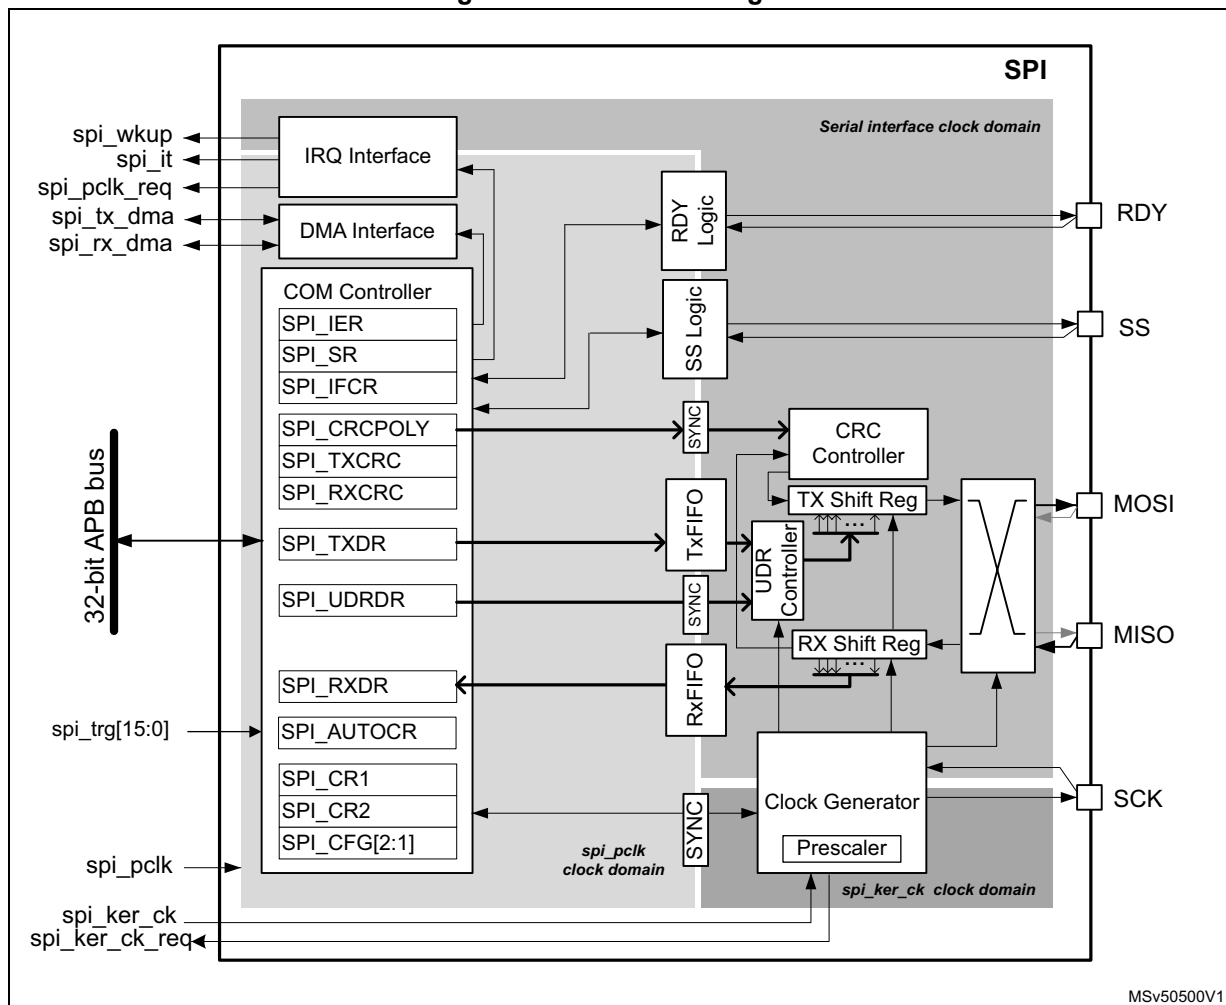 SPI
Serial interface clock domain
spi_wkup
spi_it
spi_pclk_req
spi_tx_dma
spi_rx_dma
IRQ Interface
DMA Interface
RDY
Logic
RDY
SS Logic
SS
COM Controller
SPI_IER
SPI_SR
SPI_IFCR
SPI_CRCPOLY
SPI_TXCRC
SPI_RXCRC
SPI_TXDR
SPI_UDRDR
SPI_RXDR
SPI_AUTOCR
SPI_CR1
SPI_CR2
SPI_CFG[2:1]
32-bit APB bus
SYNC
CRC
Controller
TxFIFO
TX Shift Reg
...
UDR
Controller
SYNC
RX Shift Reg
...
RxFIFO
MOSI
MISO
spi_trg[15:0]
Clock Generator
Prescaler
SYNC
SCK
spi_pclk
clock domain
spi_ker_ck clock domain
spi_pclk
spi_ker_ck
spi_ker_ck_req
MSv50500V1